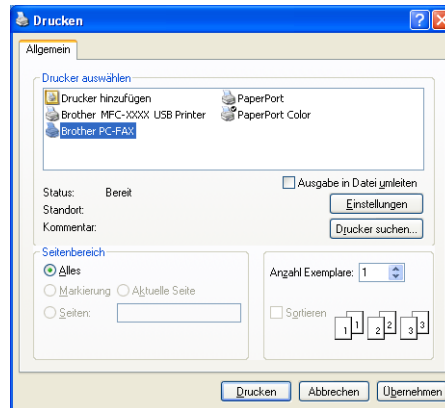 Drucken
Allgemein
Drucker auswählen
Drucker hinzufügen
PaperPort
Brother MFC-XXXX USB Printer
PaperPort Color
Brother PC-FAX
Status: Bereit
Ausgabe in Datei umleiten
Standort:
Einstellungen
Kommentar:
Drucker suchen...
Seitenbereich
Alles
Anzahl Exemplare: 1
Markierung
Aktuelle Seite
Seiten:
Sortieren
1 1 2 2 3 3
Drucken
Abbrechen
Übernehmen